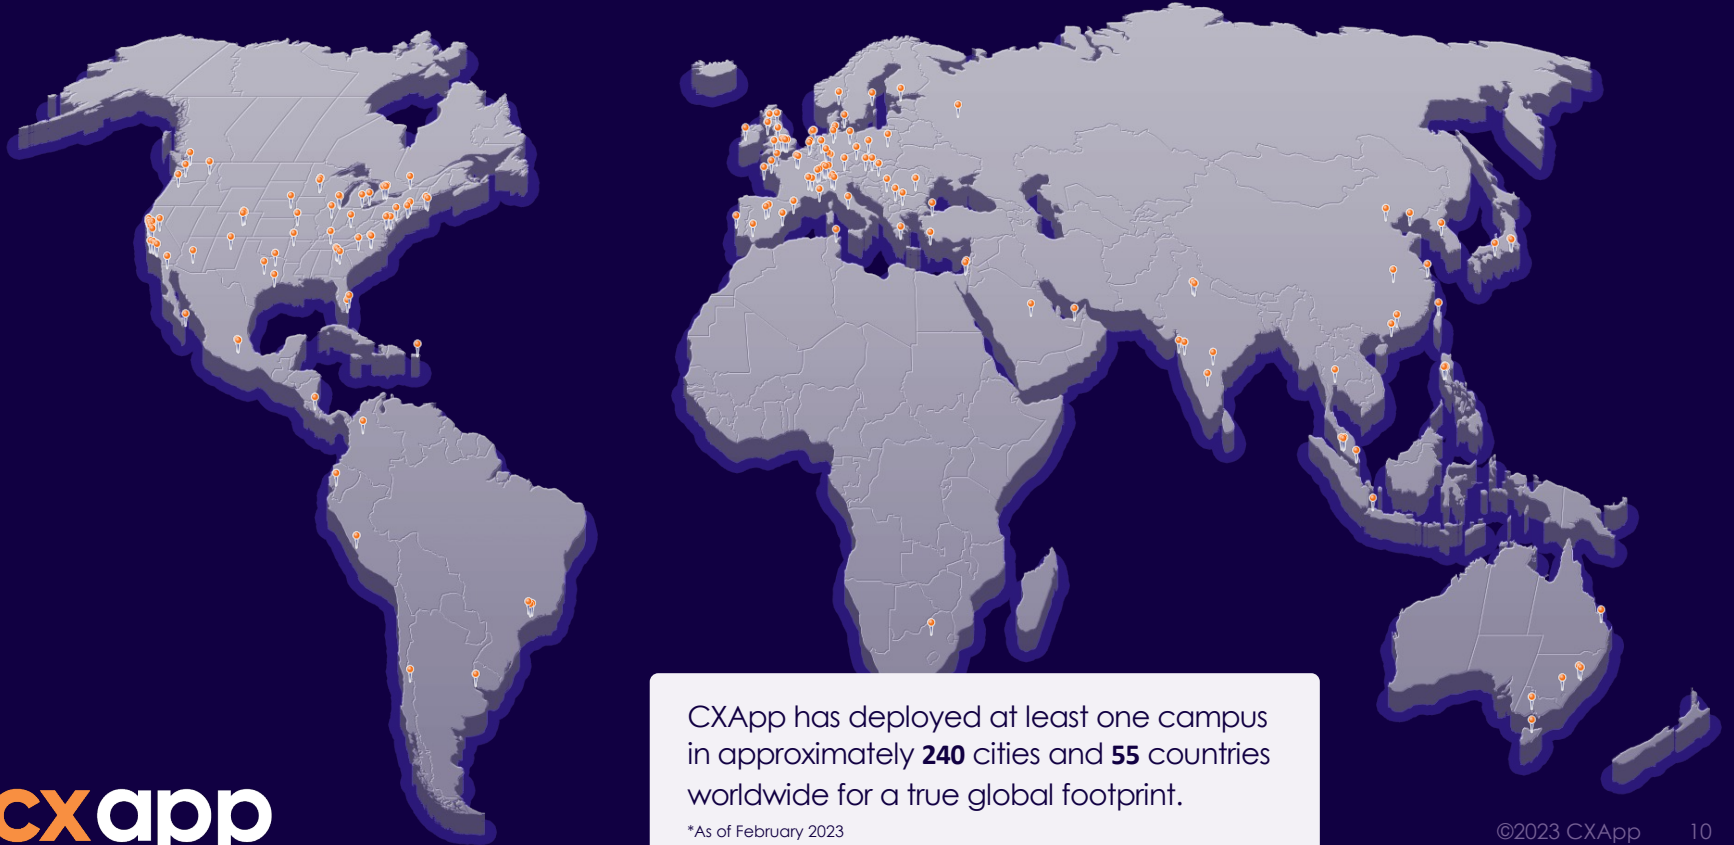 CXApp has deployed at least one campus
in approximately 240 cities and 55 countries
worldwide for a true global footprint.
*As of February 2023
cxapp
©2023 CXApp 10